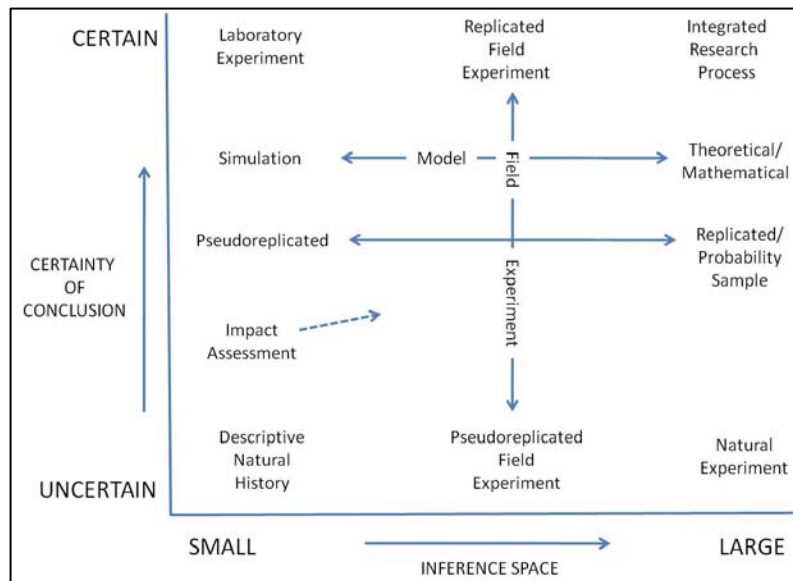 CERTAIN
Laboratory
Experiment
Replicated
Field
Experiment
Integrated
Research
Process
Simulation
Model
Field
Theoretical/
Mathematical
Pseudoreplicated
Replicated/
Probability
Sample
CERTAINTY
OF
CONCLUSION
Experiment
Impact
Assessment
Descriptive
Natural
History
Pseudoreplicated
Field
Experiment
Natural
Experiment
UNCERTAIN
SMALL
LARGE
INFERENCE SPACE